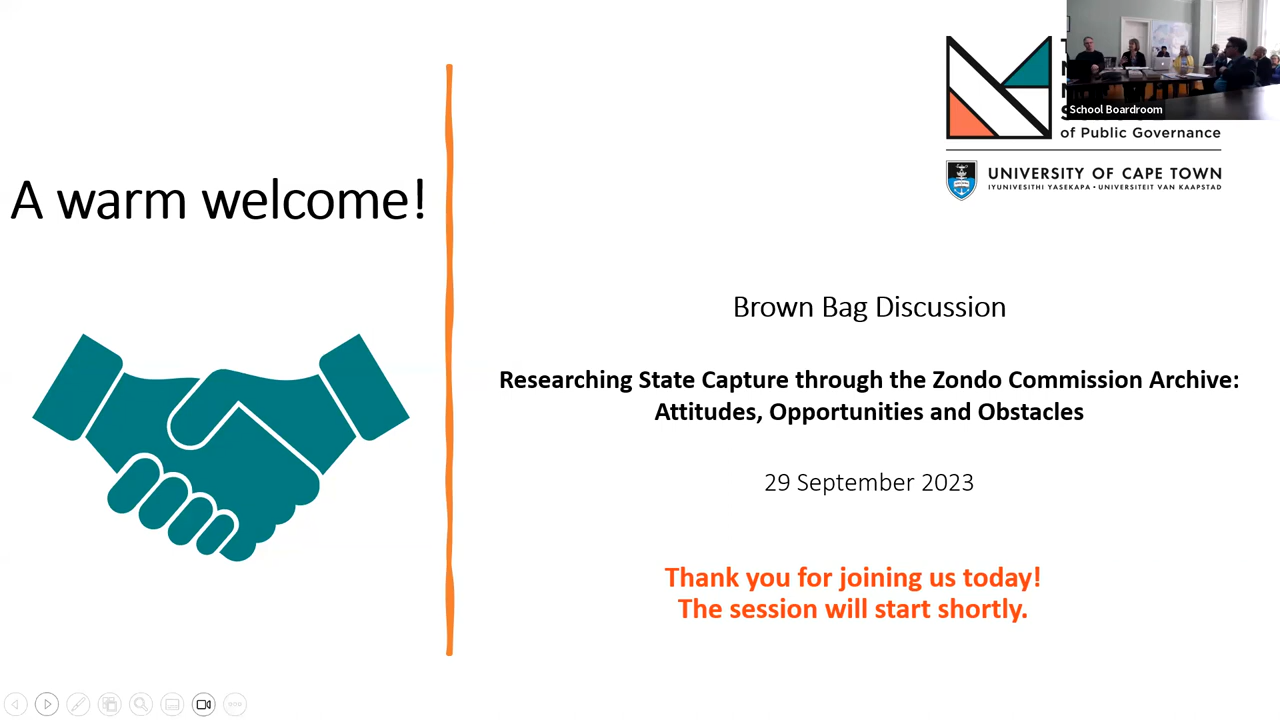 A warm welcome!
School Boardroom
of Public Governance
UNIVERSITY OF CAPE TOWN
IYUNIVESITHI YASEKAPA • UNIVERSITEIT VAN KAAPSTAD
Brown Bag Discussion
Researching State Capture through the Zondo Commission Archive:
Attitudes, Opportunities and Obstacles
29 September 2023
Thank you for joining us today!
The session will start shortly.